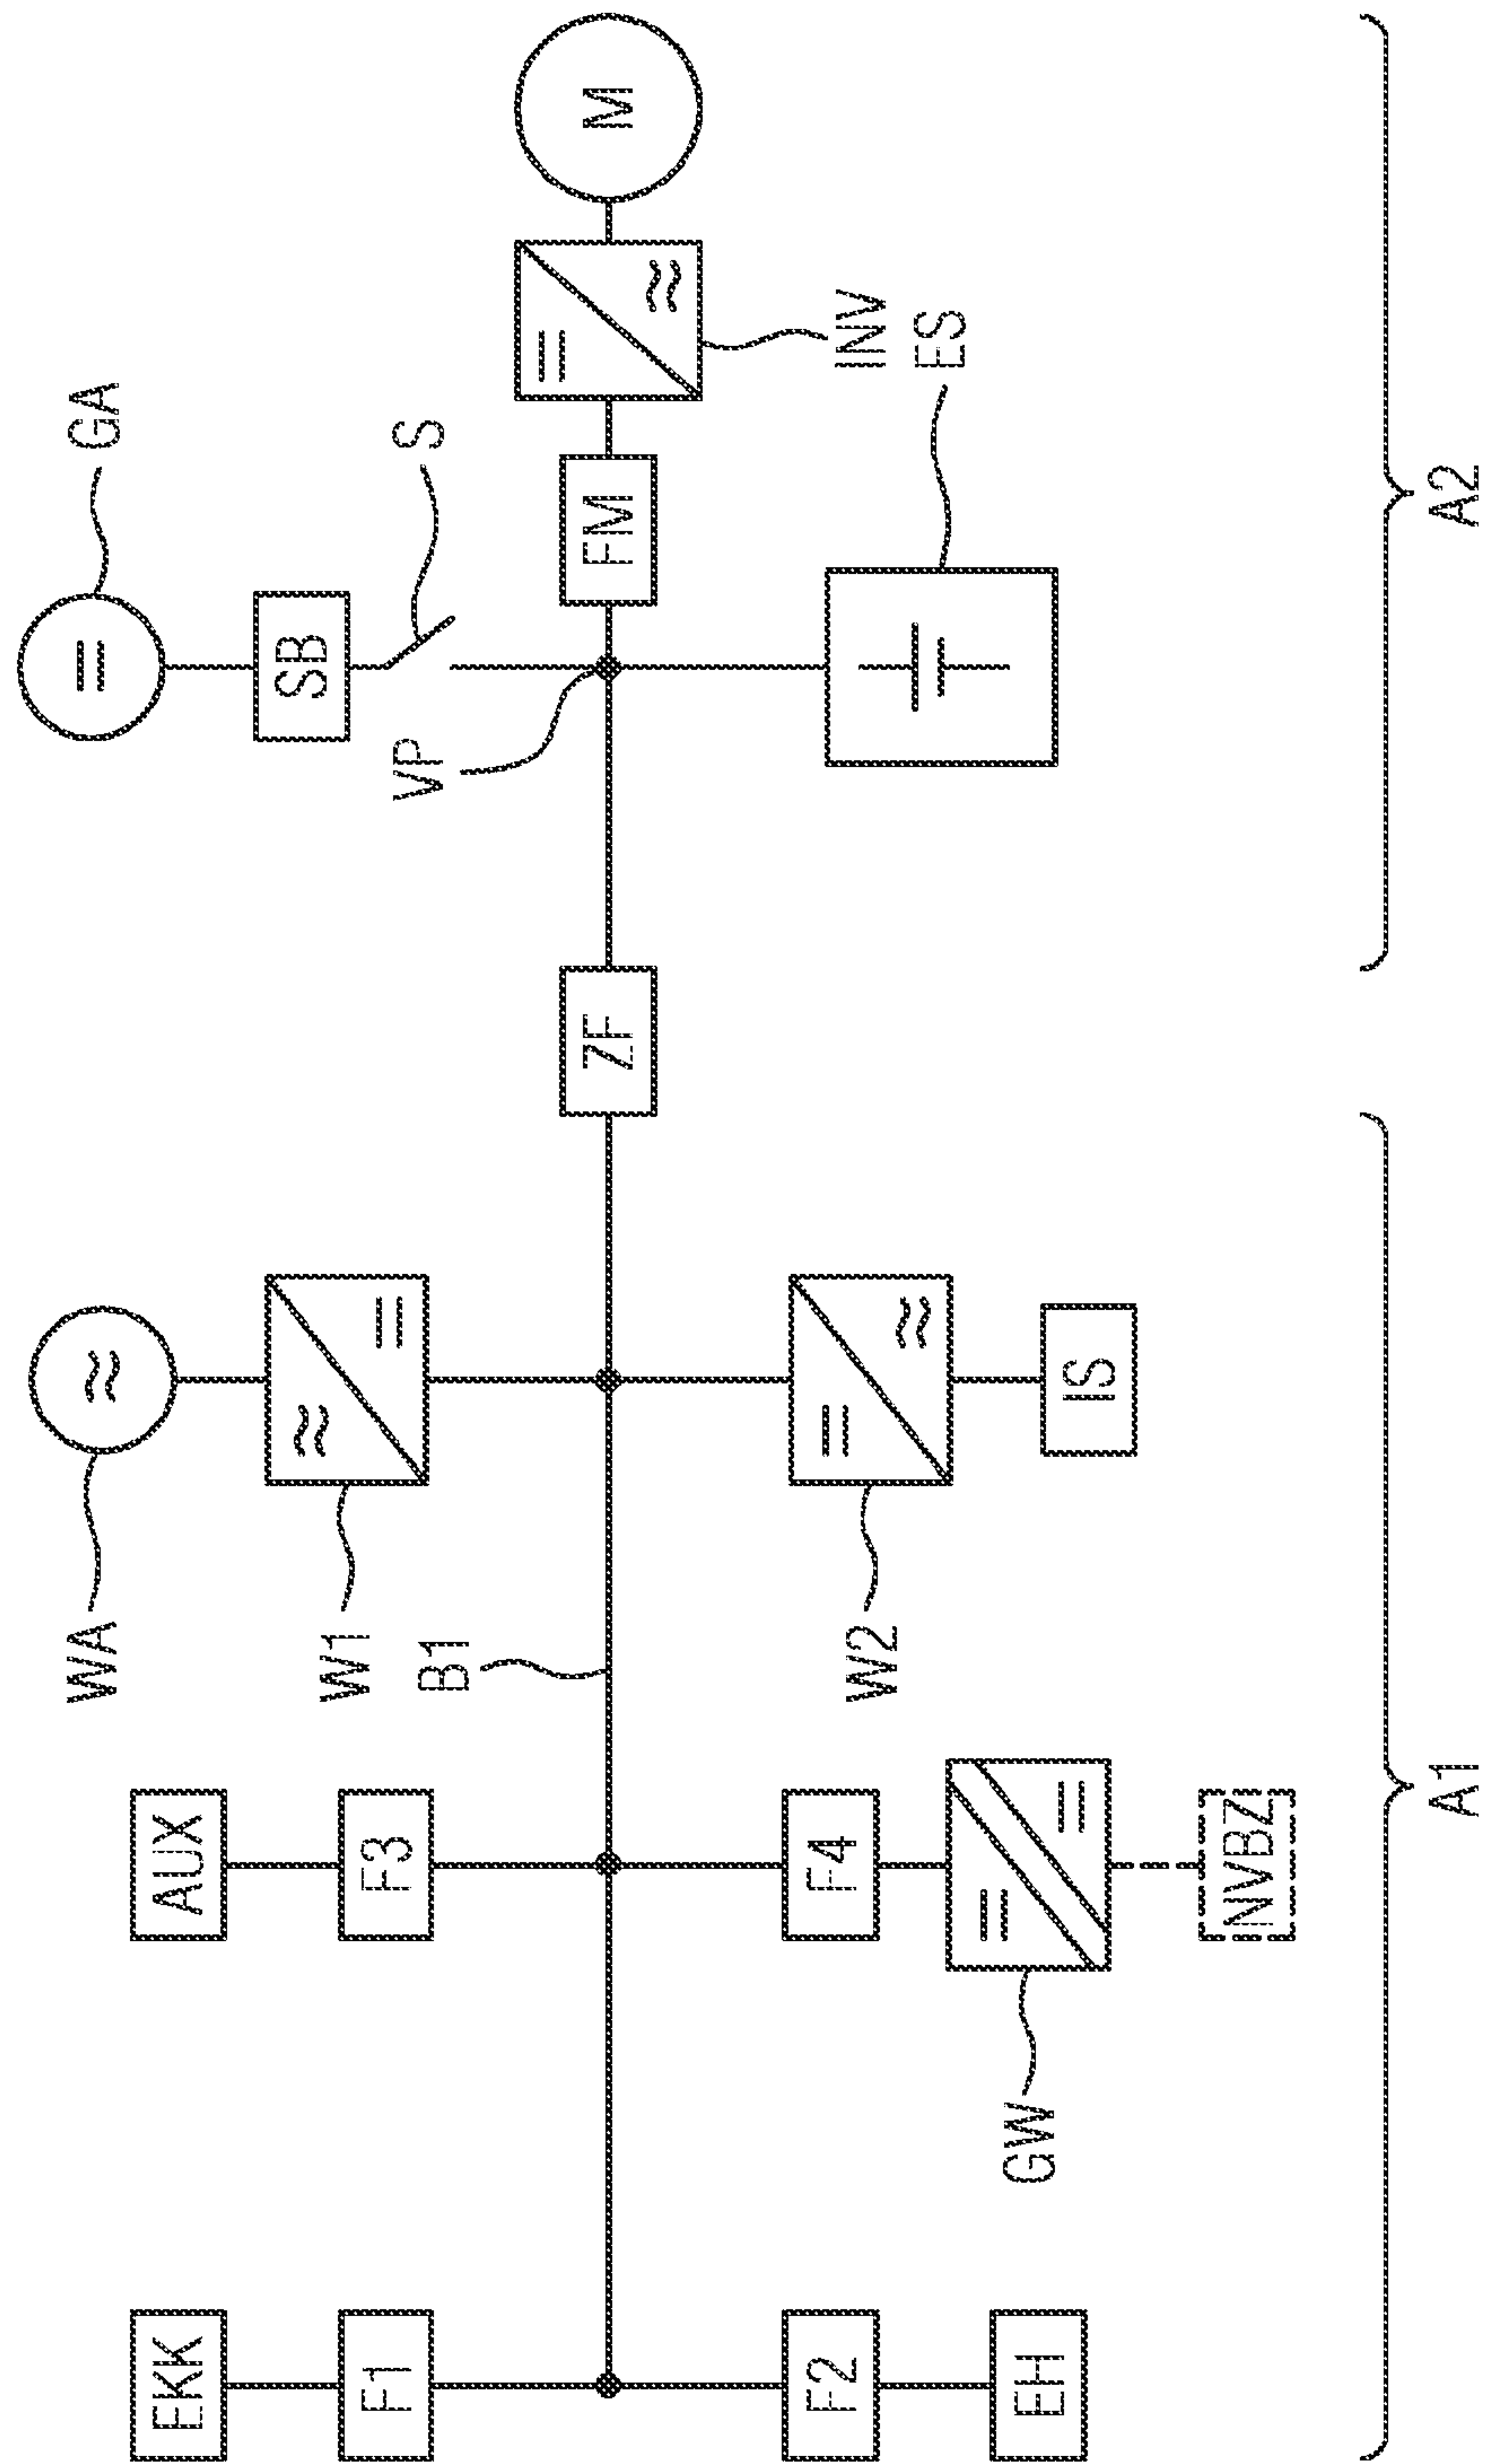 EKK
F1
F2
EH
AUX
F3
F4
GW
NVBZ
WA
W1
B1
W2
IS
A1
ZF
GA
SB
S
VP
FM
INV
ES
M
A2